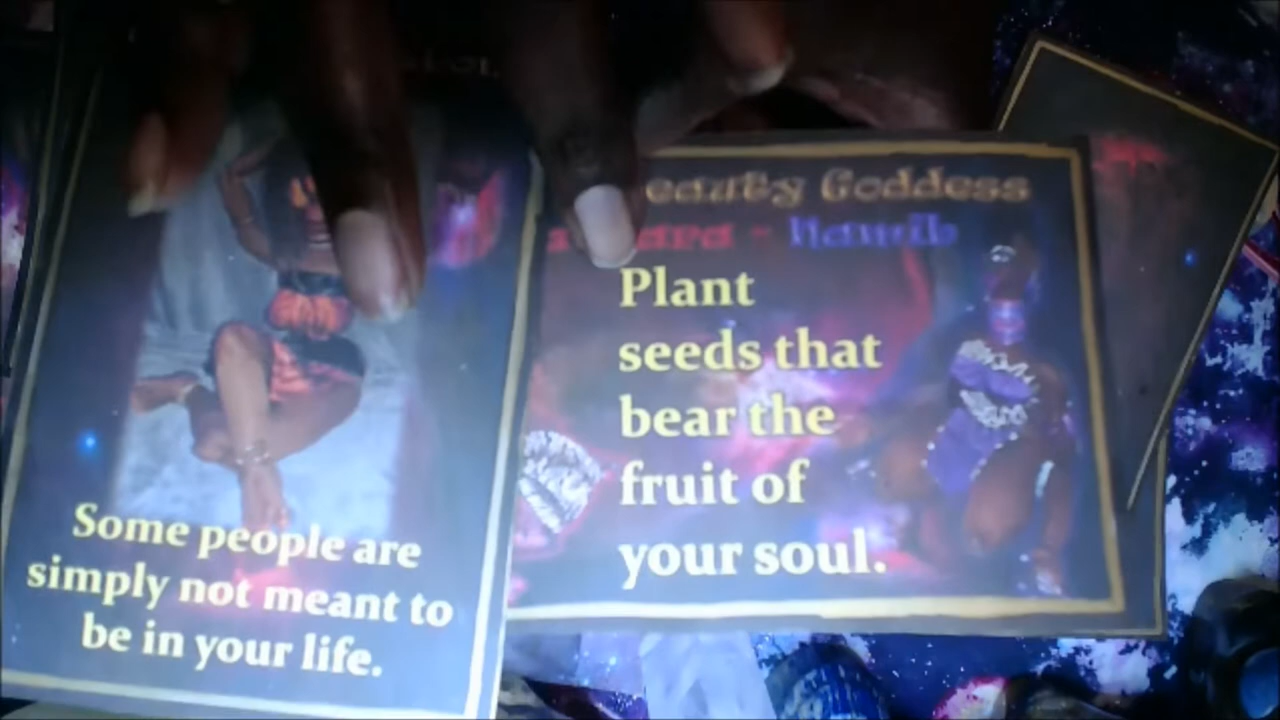 Some people are
simply not meant to
be in your life.
Goddess
Plant
seeds that
bear the
fruit of
your soul.